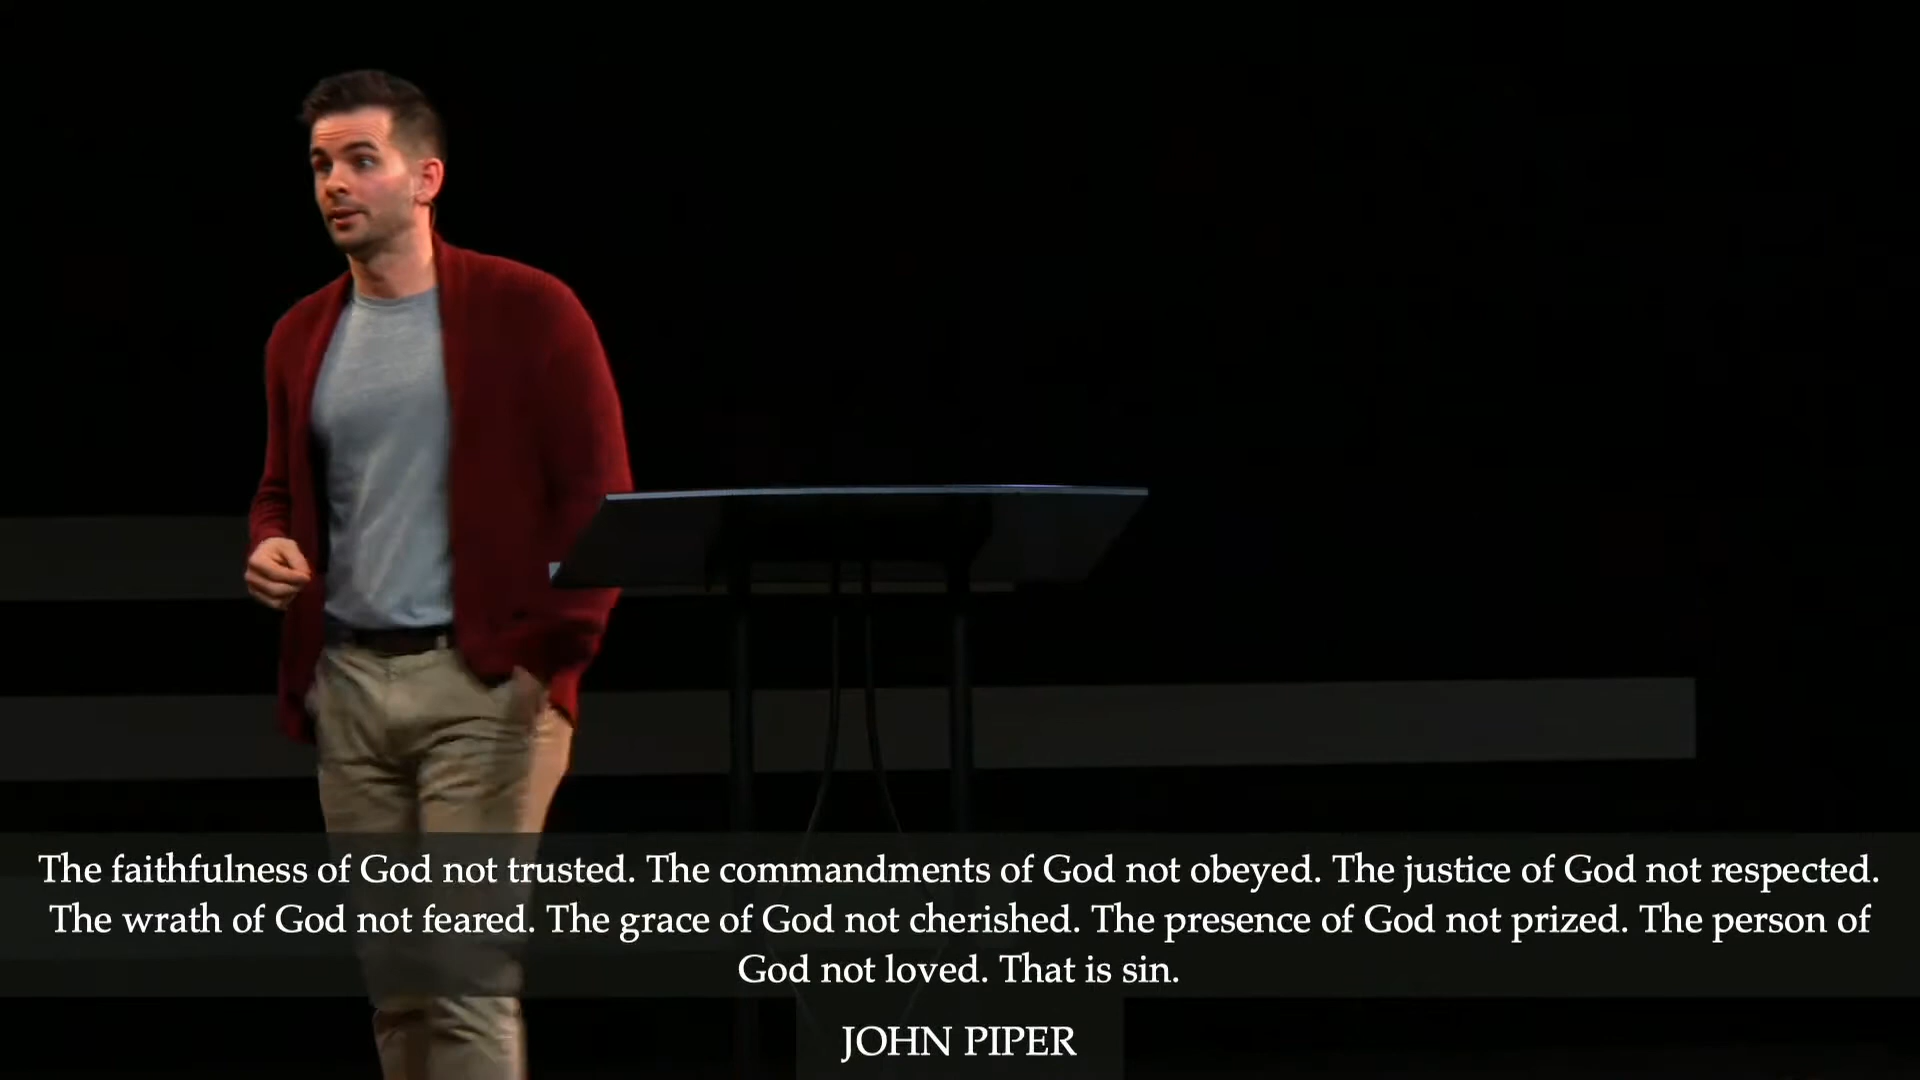 The faithfulness of God not trusted. The commandments of God not obeyed. The justice of God not respected.
The wrath of God not feared. The grace of God not cherished. The presence of God not prized. The person of
God not loved. That is sin.
JOHN PIPER